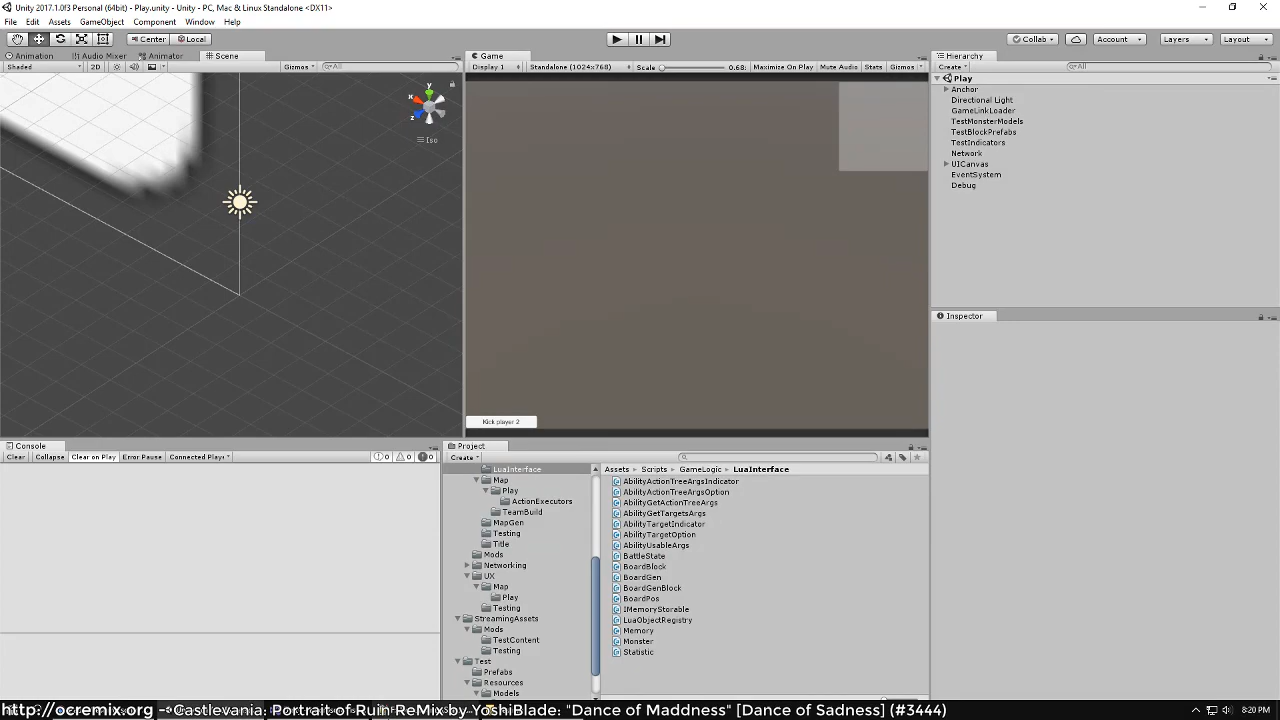 Unity 2017.1.0f3 Personal (64bit) - Play.unity - Unity - PC, Mac & Linux Standalone <DX11>
File Edit Assets GameObject Component Window Help
Center Local
Collab Account Layers Layout
Animation Audio Mixer Animator Scene
Shaded 2D Gizmos All
y
x
z
Iso
Game
Display 1 Standalone (1024x768) Scale 0.68 Maximize On Play Mute Audio Stats Gizmos
Kick player 2
Hierarchy
Create All
Play
Anchor
Directional Light
GameLinkLoader
TestMonsterModels
TestBlockPrefabs
TestIndicators
Network
UICanvas
EventSystem
Debug
Inspector
Console
Clear Collapse Clear on Play Error Pause Connected Player 0 0 0
Project
Create
LuaInterface
Map
Play
ActionExecutors
TeamBuild
MapGen
Testing
Title
Mods
Networking
UX
Map
Play
Testing
StreamingAssets
Mods
TestContent
Testing
Test
Prefabs
Resources
Models
Assets Scripts GameLogic LuaInterface
AbilityActionTreeArgsIndicator
AbilityActionTreeArgsOption
AbilityGetActionTreeArgs
AbilityGetTargetsArgs
AbilityTargetIndicator
AbilityTargetOption
AbilityUsableArgs
BattleState
BoardBlock
BoardGen
BoardGenBlock
BoardPos
IMemoryStorable
LuaObjectRegistry
Memory
Monster
Statistic
http://ocremix.org - Castlevania: Portrait of Ruin ReMix by YoshiBlade: "Dance of Maddness" [Dance of Sadness] (#3444)
8:20 PM